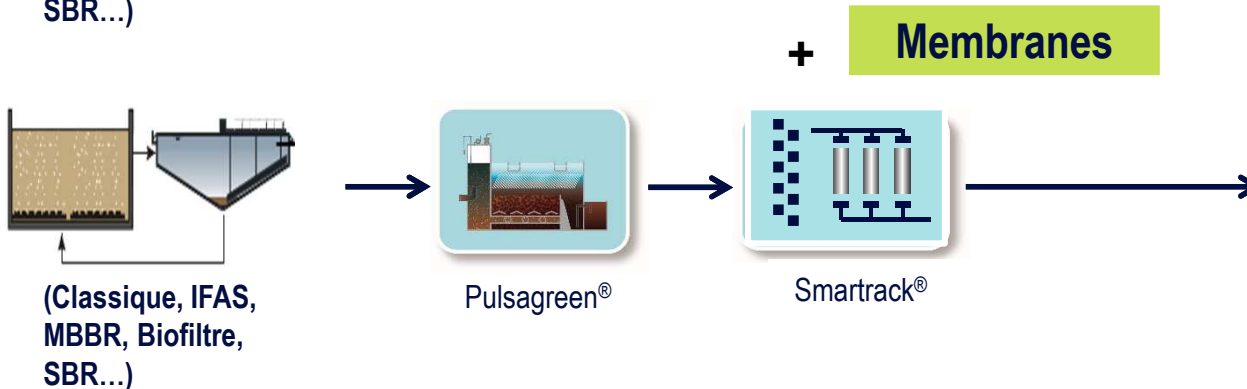 SBR…)
+ Membranes
(Classique, IFAS,
MBBR, Biofiltre,
SBR…)
Pulsagreen®
Smartrack®